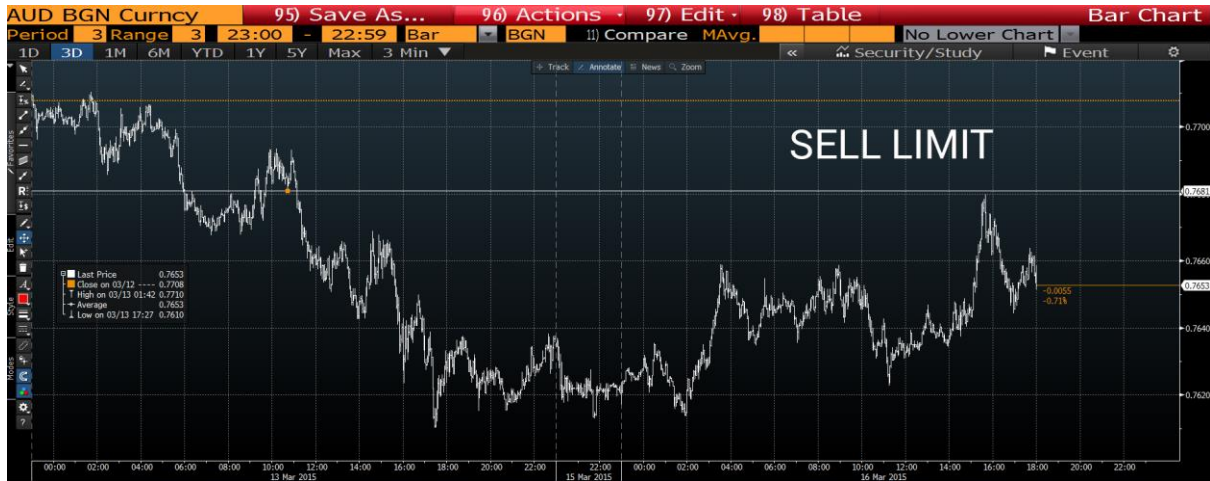 AUD BGN Curncy 95) Save As... 96) Actions 97) Edit 98) Table Bar Chart
Period 3 Range 3 23:00 - 22:59 Bar BGN 11) Compare MAvg. No Lower Chart
1D 3D 1M 6M YTD 1Y 5Y Max 3 Min ▼ « Security/Study Event
Track Annotate News Zoom
Favorites
Edit
Style
Modes
SELL LIMIT
0.7700
0.7681
0.7660
0.7653
0.7640
0.7620
-0.0055
-0.71%
Last Price 0.7653
Close on 03/12 ---- 0.7708
High on 03/13 01:42 0.7710
Average 0.7653
Low on 03/13 17:27 0.7610
00:00 02:00 04:00 06:00 08:00 10:00 12:00 14:00 16:00 18:00 20:00 22:00 22:00 00:00 02:00 04:00 06:00 08:00 10:00 12:00 14:00 16:00 18:00 20:00 22:00
13 Mar 2015 15 Mar 2015 16 Mar 2015